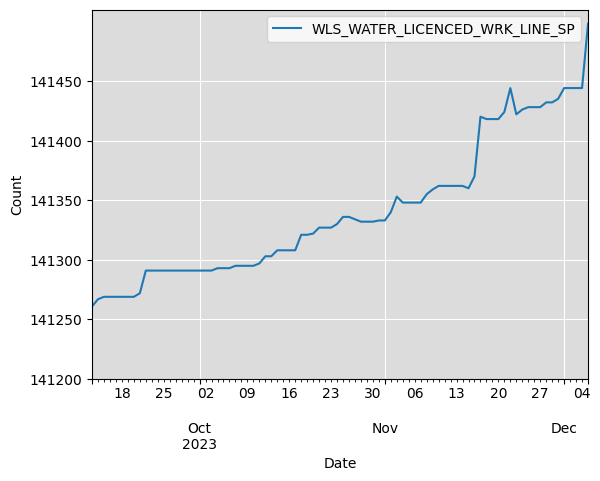 WLS_WATER_LICENCED_WRK_LINE_SP
141450
141400
141350
141300
141250
141200
Count
18 25 02 09 16 23 30 06 13 20 27 04
Oct Nov Dec
2023
Date